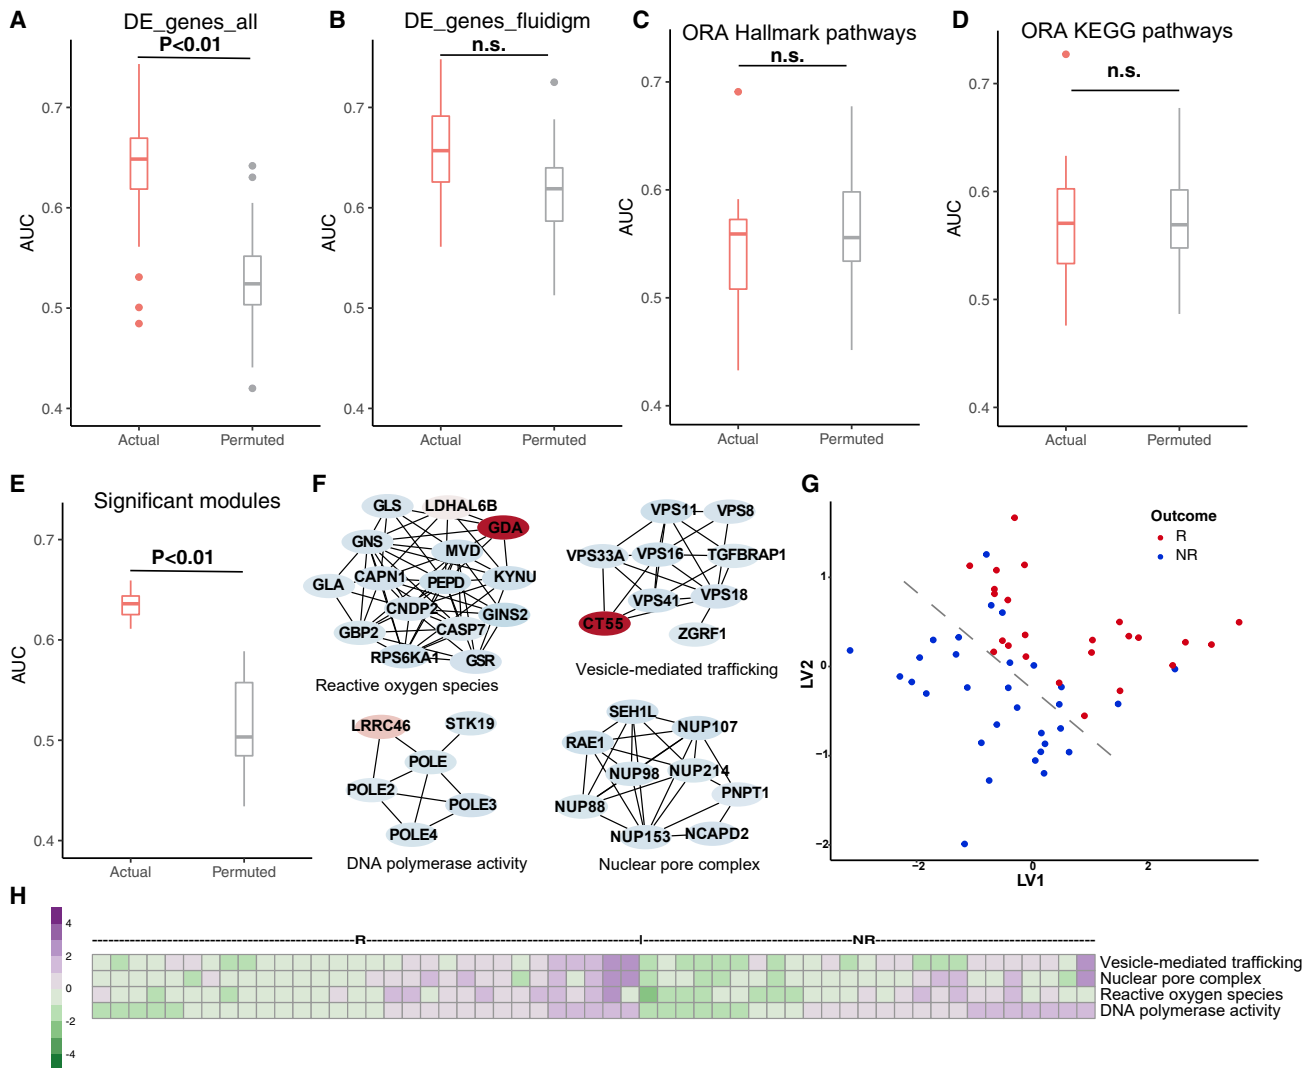 A
DE_genes_all
P<0.01
AUC
0.7
0.6
0.5
0.4
Actual Permuted
B
DE_genes_fluidigm
n.s.
AUC
0.7
0.6
0.5
0.4
Actual Permuted
C
ORA Hallmark pathways
n.s.
AUC
0.7
0.6
0.5
0.4
Actual Permuted
D
ORA KEGG pathways
n.s.
AUC
0.7
0.6
0.5
0.4
Actual Permuted
E
Significant modules
P<0.01
AUC
0.7
0.6
0.5
0.4
Actual Permuted
F
GLS LDHAL6B
GDA
GNS MVD
GLA CAPN1 PEPD KYNU
CNDP2 GINS2
GBP2 CASP7
RPS6KA1 GSR
Reactive oxygen species
VPS11 VPS8
VPS33A VPS16 TGFBRAP1
VPS41 VPS18
CT55 ZGRF1
Vesicle-mediated trafficking
LRRC46 STK19
POLE
POLE2 POLE3
POLE4
DNA polymerase activity
SEH1L NUP107
RAE1
NUP98 NUP214
NUP88 PNPT1
NUP153 NCAPD2
Nuclear pore complex
G
Outcome
R
NR
LV2
1
0
−1
−2
−2 0 2
LV1
H
4
2
0
-2
-4
R
NR
Vesicle-mediated trafficking
Nuclear pore complex
Reactive oxygen species
DNA polymerase activity